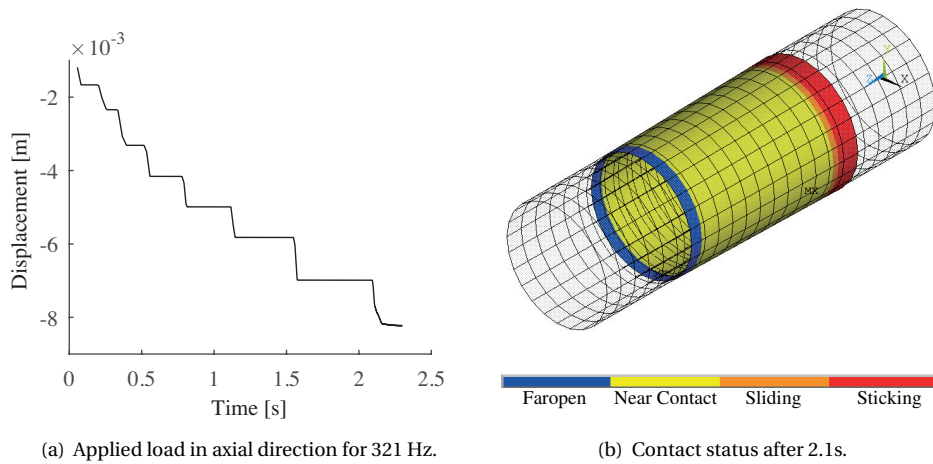 × 10⁻³
-2
-4
-6
-8
Displacement [m]
0 0.5 1 1.5 2 2.5
Time [s]
(a) Applied load in axial direction for 321 Hz.
Y
Z X
MX
Faropen Near Contact Sliding Sticking
(b) Contact status after 2.1s.